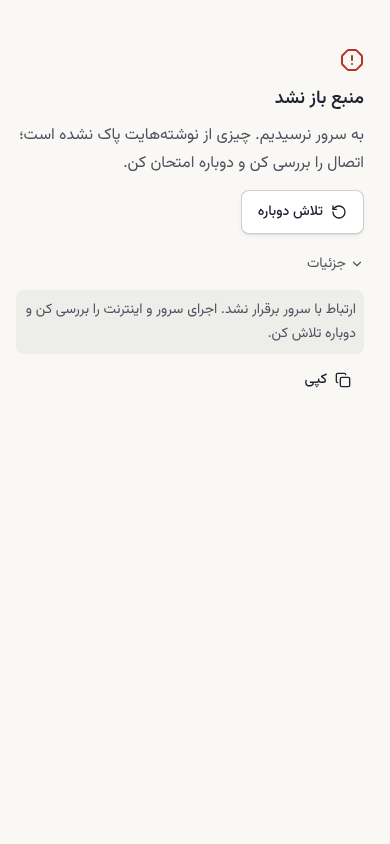 منبع باز نشد
به سرور نرسیدیم. چیزی از نوشته‌هایت پاک نشده است؛
اتصال را بررسی کن و دوباره امتحان کن.
تلاش دوباره
جزئیات
ارتباط با سرور برقرار نشد. اجرای سرور و اینترنت را بررسی کن و
دوباره تلاش کن.
کپی